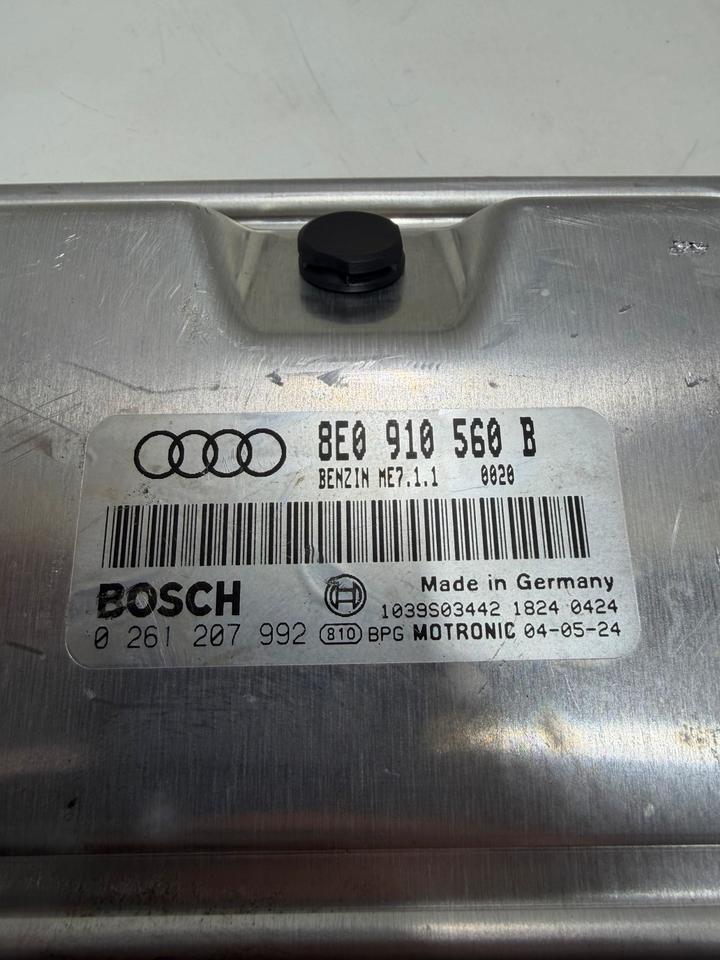 8E0 910 560 B
BENZIN ME7.1.1 0020
BOSCH
Made in Germany
1039S03442 1824 0424
0 261 207 992 810 BPG MOTRONIC 04-05-24